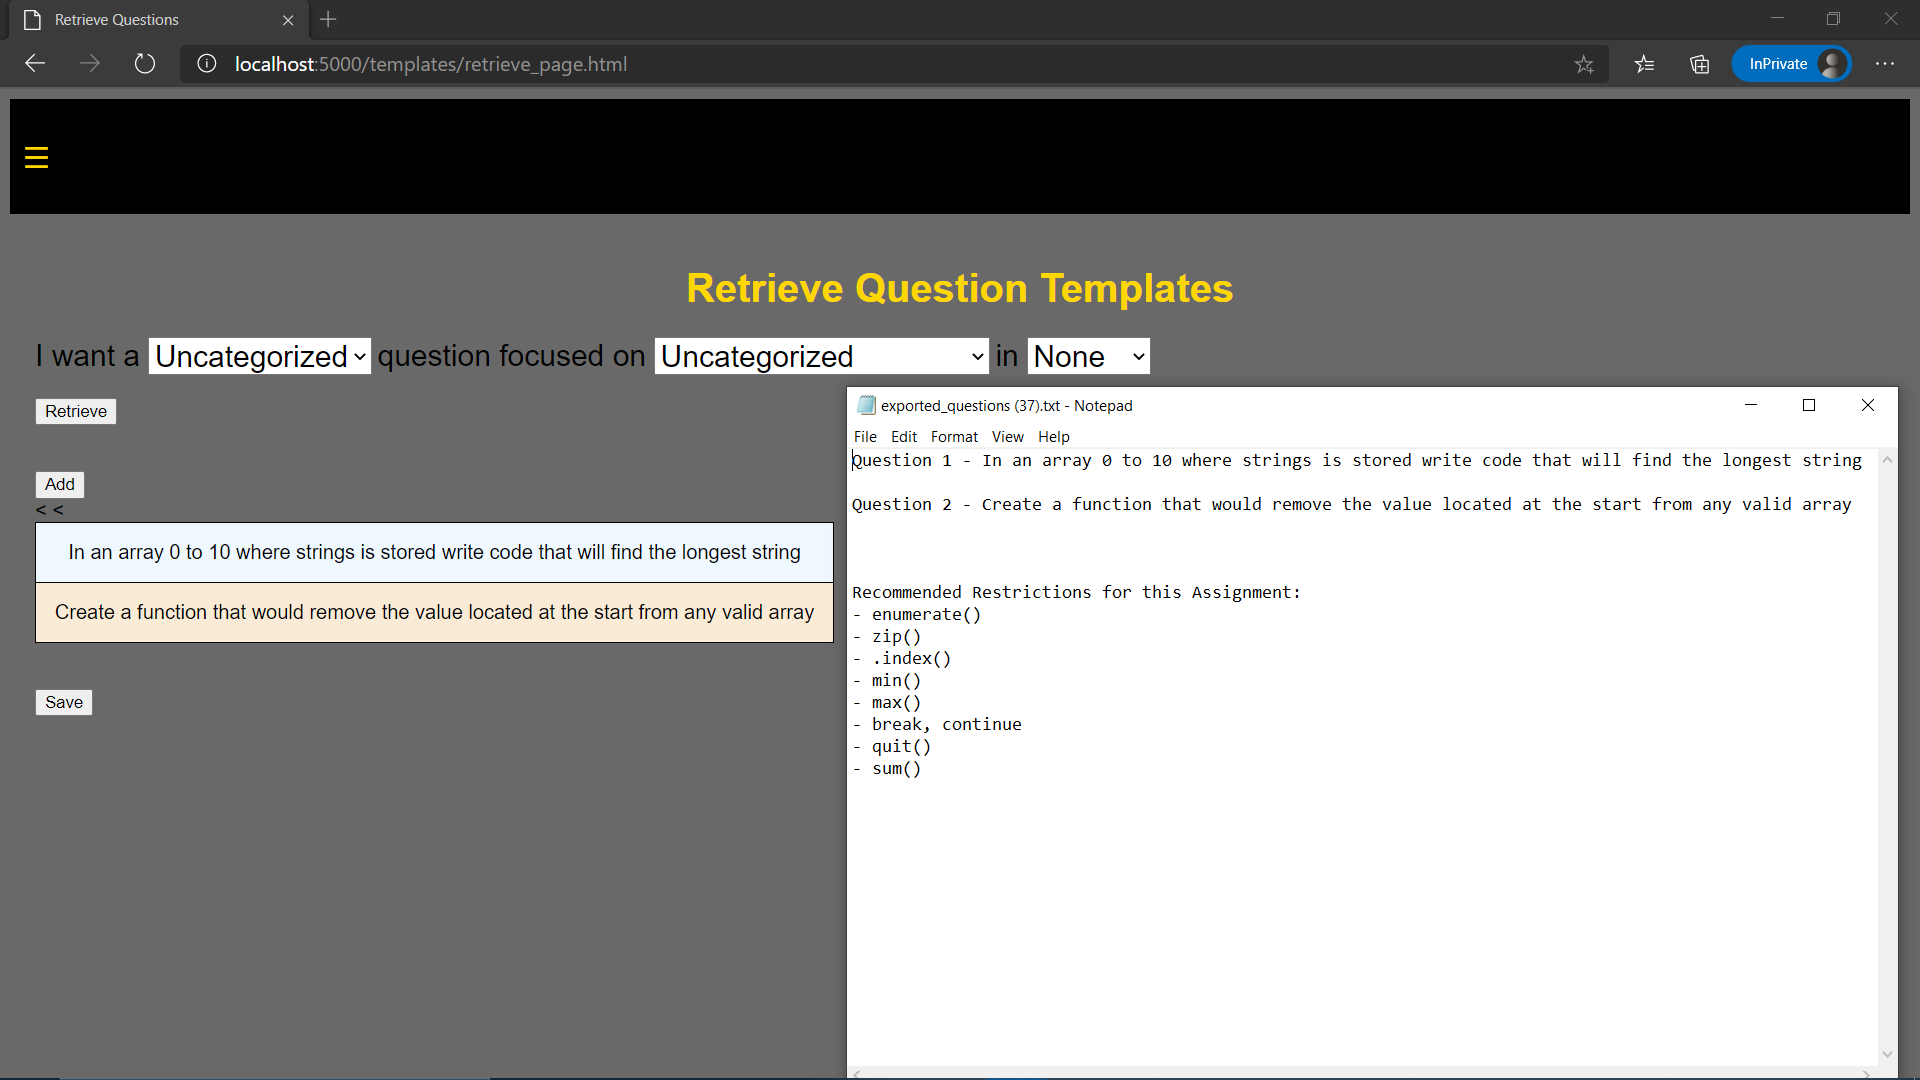 Retrieve Questions
localhost:5000/templates/retrieve_page.html
InPrivate
Retrieve Question Templates
I want a Uncategorized question focused on Uncategorized in None
Retrieve
Add
< <
In an array 0 to 10 where strings is stored write code that will find the longest string
Create a function that would remove the value located at the start from any valid array
Save
exported_questions (37).txt - Notepad
File Edit Format View Help
Question 1 - In an array 0 to 10 where strings is stored write code that will find the longest string
Question 2 - Create a function that would remove the value located at the start from any valid array
Recommended Restrictions for this Assignment:
- enumerate()
- zip()
- .index()
- min()
- max()
- break, continue
- quit()
- sum()